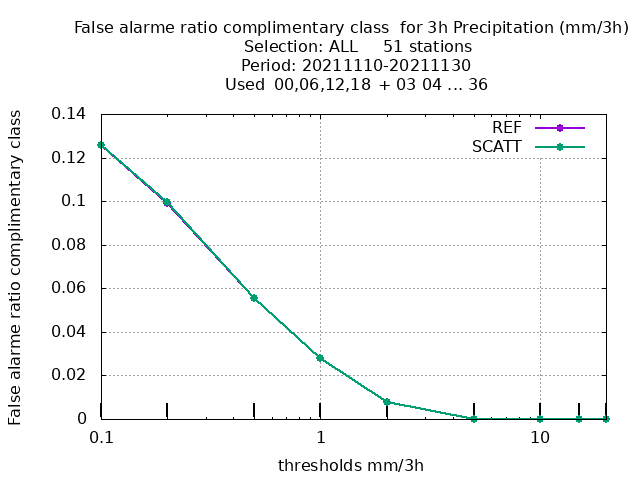 False alarme ratio complimentary class  for 3h Precipitation (mm/3h)
Selection: ALL     51 stations
Period: 20211110-20211130
Used  00,06,12,18  + 03 04 ... 36
False alarme ratio complimentary class
0.14
0.12
0.1
0.08
0.06
0.04
0.02
0
REF
SCATT
0.1
1
10
thresholds mm/3h